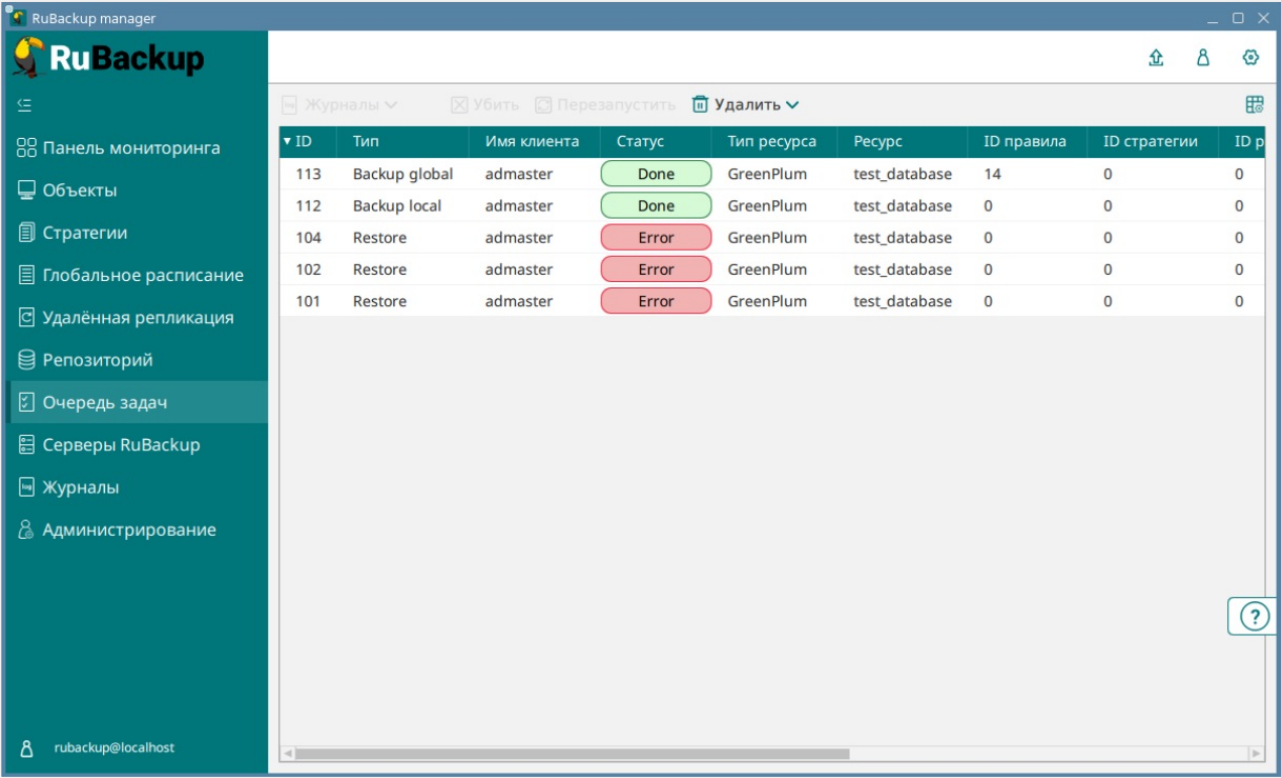 RuBackup manager
RuBackup
Журналы Убить Перезапустить Удалить
Панель мониторинга
Объекты
Стратегии
Глобальное расписание
Удалённая репликация
Репозиторий
Очередь задач
Серверы RuBackup
Журналы
Администрирование
rubackup@localhost
ID Тип Имя клиента Статус Тип ресурса Ресурс ID правила ID стратегии ID р
113 Backup global admaster Done GreenPlum test_database 14 0 0
112 Backup local admaster Done GreenPlum test_database 0 0 0
104 Restore admaster Error GreenPlum test_database 0 0 0
102 Restore admaster Error GreenPlum test_database 0 0 0
101 Restore admaster Error GreenPlum test_database 0 0 0
?